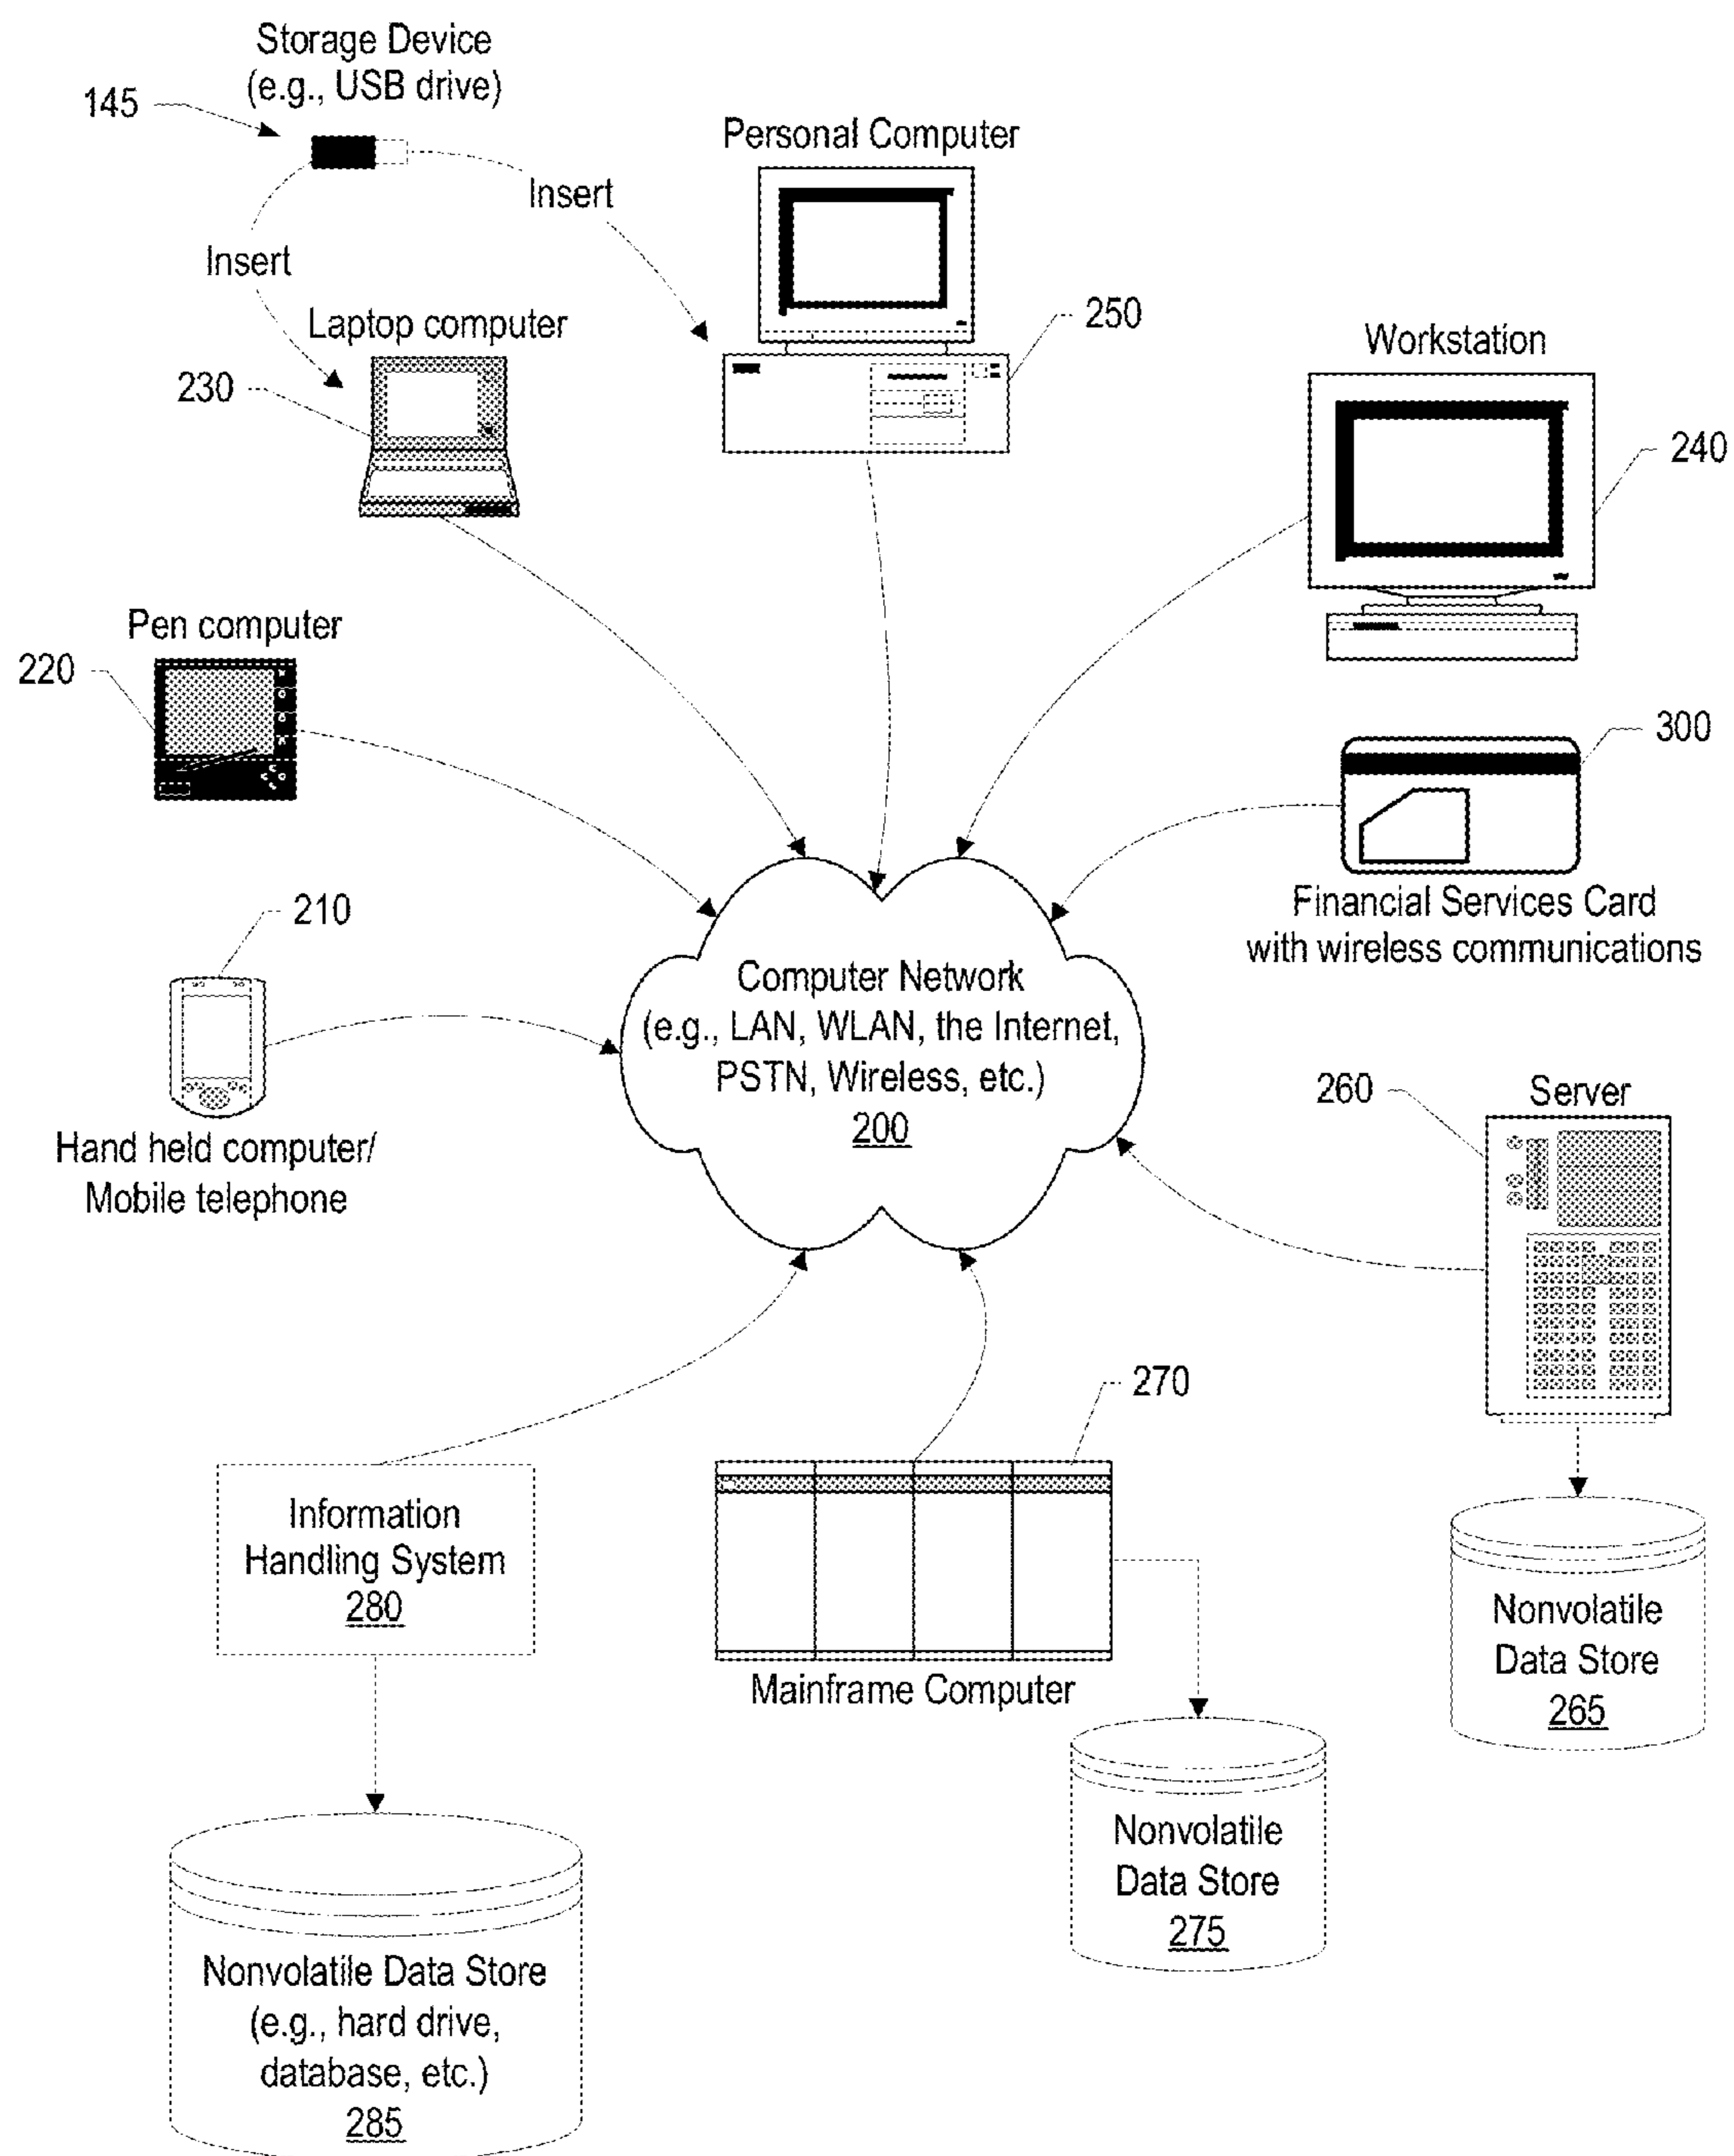 Storage Device
(e.g., USB drive)
145
Insert
Insert
Personal Computer
250
Laptop computer
230
Workstation
240
Pen computer
220
300
Financial Services Card
with wireless communications
210
Hand held computer/
Mobile telephone
Computer Network
(e.g., LAN, WLAN, the Internet,
PSTN, Wireless, etc.)
200
260
Server
Nonvolatile
Data Store
265
270
Mainframe Computer
Nonvolatile
Data Store
275
Information
Handling System
280
Nonvolatile Data Store
(e.g., hard drive,
database, etc.)
285